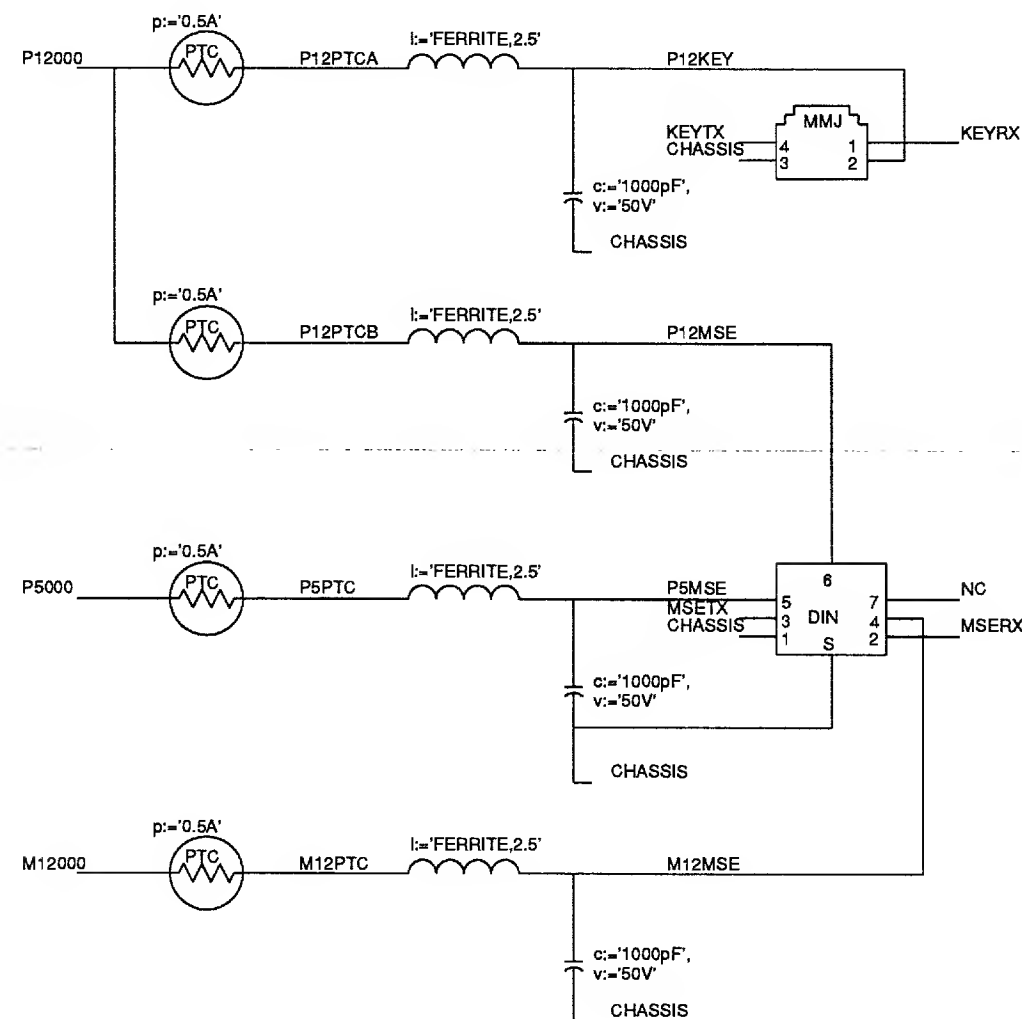 p:='0.5A'
l:='FERRITE,2.5'
P12000
PTC
P12PTCA
P12KEY
MMJ
KEYTX
4
1
KEYRX
CHASSIS
3
2
c:='1000pF',
v:='50V'
CHASSIS
p:='0.5A'
l:='FERRITE,2.5'
PTC
P12PTCB
P12MSE
c:='1000pF',
v:='50V'
CHASSIS
p:='0.5A'
l:='FERRITE,2.5'
P5000
PTC
P5PTC
P5MSE
6
NC
5
7
MSETX
3
DIN
4
CHASSIS
1
2
MSERX
S
c:='1000pF',
v:='50V'
CHASSIS
p:='0.5A'
l:='FERRITE,2.5'
M12000
PTC
M12PTC
M12MSE
c:='1000pF',
v:='50V'
CHASSIS